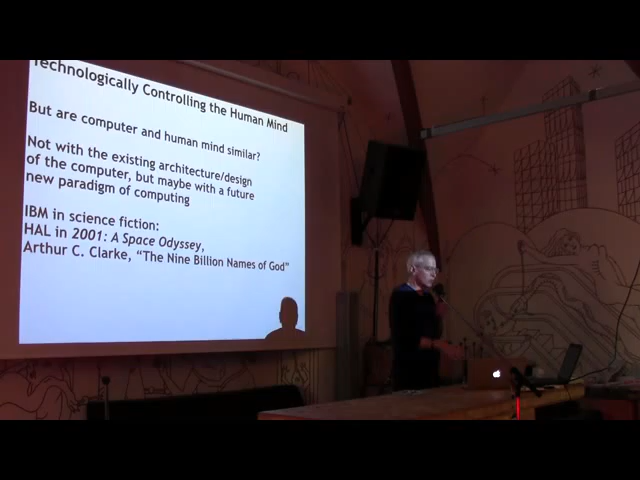 Technologically Controlling the Human Mind
But are computer and human mind similar?
Not with the existing architecture/design
of the computer, but maybe with a future
new paradigm of computing
IBM in science fiction:
HAL in 2001: A Space Odyssey,
Arthur C. Clarke, “The Nine Billion Names of God”